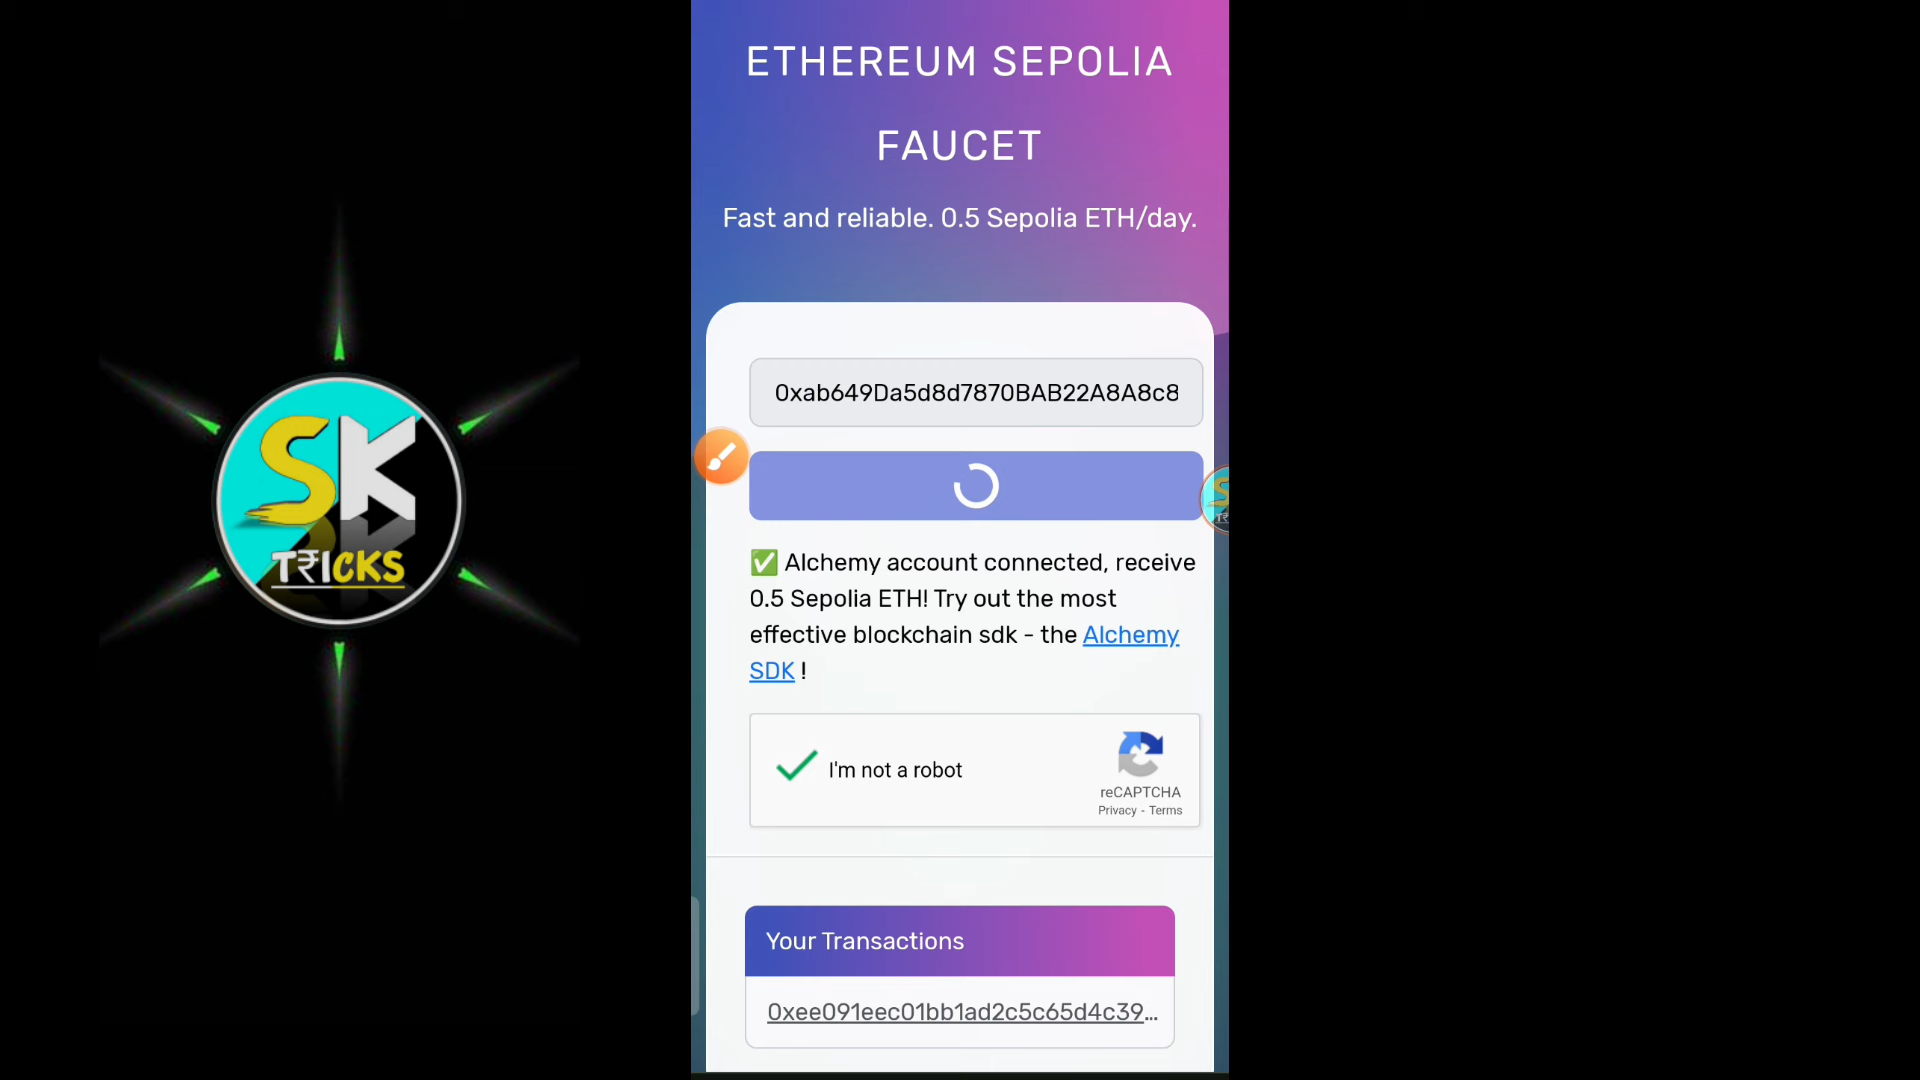 ETHEREUM SEPOLIA
FAUCET
Fast and reliable. 0.5 Sepolia ETH/day.
0xab649Da5d8d7870BAB22A8A8c8
✅ Alchemy account connected, receive
0.5 Sepolia ETH! Try out the most
effective blockchain sdk - the Alchemy
SDK !
I'm not a robot
reCAPTCHA
Privacy - Terms
Your Transactions
0xee091eec01bb1ad2c5c65d4c39...
SK
T₹ICKS